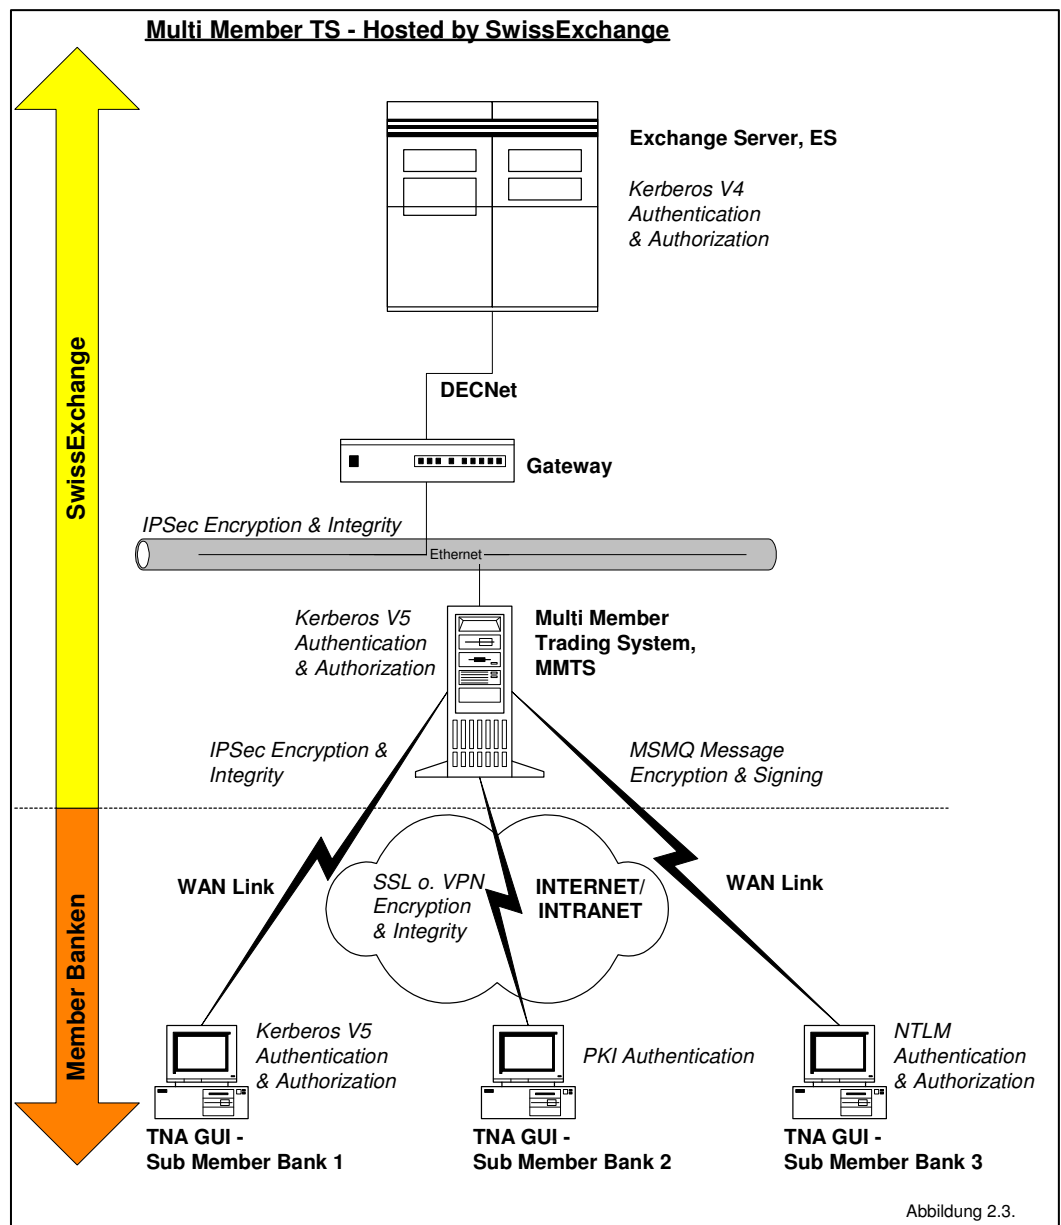 Multi Member TS - Hosted by SwissExchange
Exchange Server, ES
Kerberos V4
Authentication
& Authorization
SwissExchange
DECNet
Gateway
IPSec Encryption & Integrity
Ethernet
Kerberos V5
Authentication
& Authorization
Multi Member
Trading System,
MMTS
IPSec Encryption &
Integrity
MSMQ Message
Encryption & Signing
Member Banken
WAN Link
SSL o. VPN
Encryption
& Integrity
INTERNET/
INTRANET
WAN Link
Kerberos V5
Authentication
& Authorization
PKI Authentication
NTLM
Authentication
& Authorization
TNA GUI -
Sub Member Bank 1
TNA GUI -
Sub Member Bank 2
TNA GUI -
Sub Member Bank 3
Abbildung 2.3.